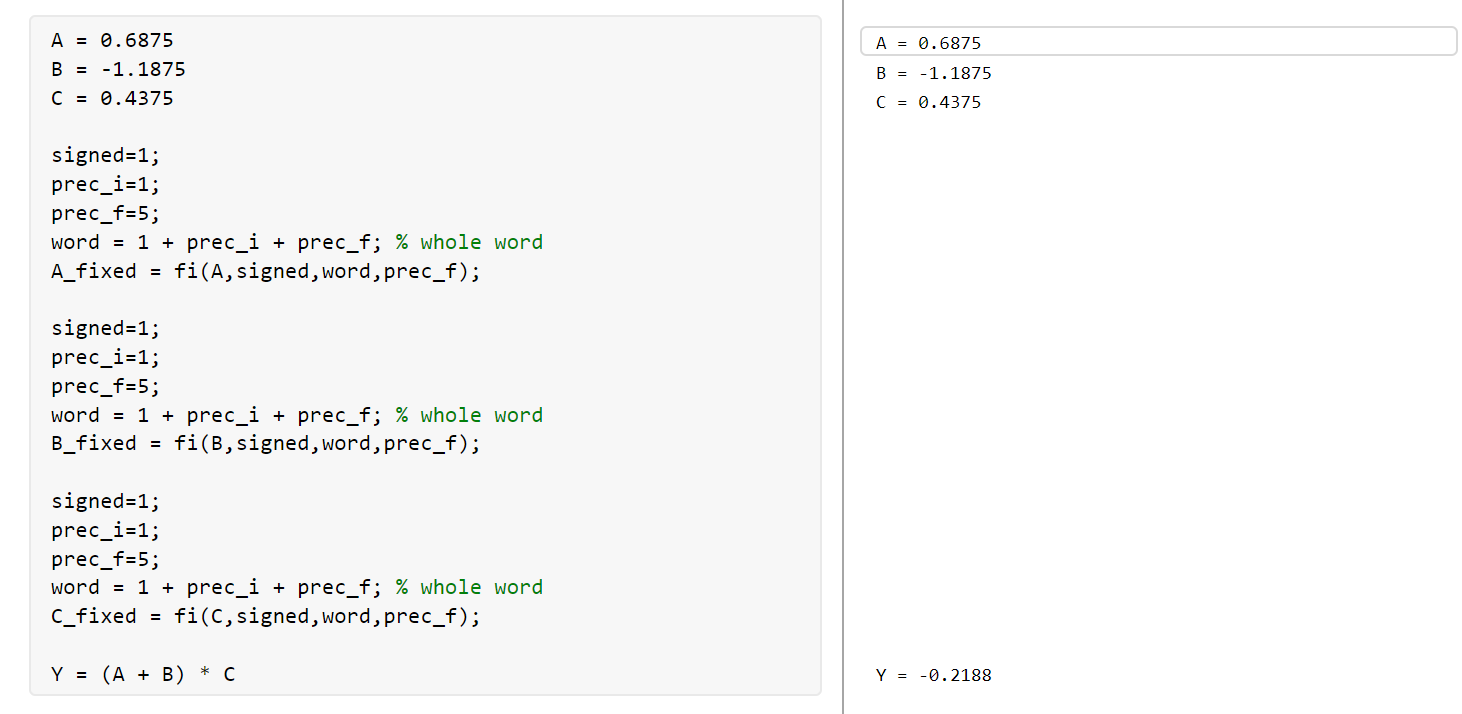 A = 0.6875
B = -1.1875
C = 0.4375
signed=1;
prec_i=1;
prec_f=5;
word = 1 + prec_i + prec_f; % whole word
A_fixed = fi(A,signed,word,prec_f);
signed=1;
prec_i=1;
prec_f=5;
word = 1 + prec_i + prec_f; % whole word
B_fixed = fi(B,signed,word,prec_f);
signed=1;
prec_i=1;
prec_f=5;
word = 1 + prec_i + prec_f; % whole word
C_fixed = fi(C,signed,word,prec_f);
Y = (A + B) * C
A = 0.6875
B = -1.1875
C = 0.4375
Y = -0.2188